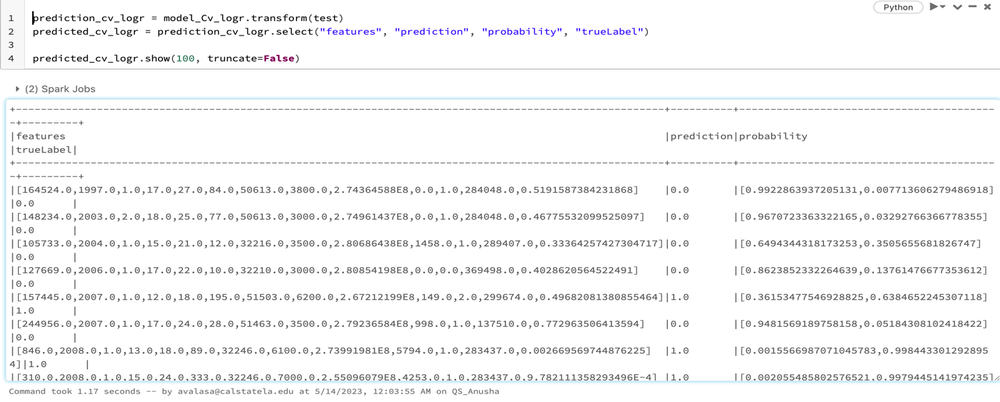 Python
1 prediction_cv_logr = model_Cv_logr.transform(test)
2 predicted_cv_logr = prediction_cv_logr.select("features", "prediction", "probability", "trueLabel")
3
4 predicted_cv_logr.show(100, truncate=False)
(2) Spark Jobs
+-------------------------------------------------------------------------------------------------------+----------+-----------------------------------------
-+---------+
|features |prediction|probability
|trueLabel|
+-------------------------------------------------------------------------------------------------------+----------+-----------------------------------------
-+---------+
|[164524.0,1997.0,1.0,17.0,27.0,84.0,50613.0,3800.0,2.74364588E8,0.0,1.0,284048.0,0.5191587384231868] |0.0 |[0.9922863937205131,0.007713606279486918]
|0.0 |
|[148234.0,2003.0,2.0,18.0,25.0,77.0,50613.0,3000.0,2.74961437E8,0.0,1.0,284048.0,0.46775532099525097] |0.0 |[0.9670723363322165,0.03292766366778355]
|0.0 |
|[105733.0,2004.0,1.0,15.0,21.0,12.0,32216.0,3500.0,2.80686438E8,1458.0,1.0,289407.0,0.33364257427304717]|0.0 |[0.6494344318173253,0.3505655681826747]
|0.0 |
|[127669.0,2006.0,1.0,17.0,22.0,10.0,32210.0,3000.0,2.80854198E8,0.0,0.0,369498.0,0.4028620564522491] |0.0 |[0.8623852332264639,0.13761476677353612]
|0.0 |
|[157445.0,2007.0,1.0,12.0,18.0,195.0,51503.0,6200.0,2.67212199E8,149.0,2.0,299674.0,0.49682081380855464]|1.0 |[0.36153477546928825,0.6384652245307118]
|1.0 |
|[244956.0,2007.0,1.0,17.0,24.0,28.0,51463.0,3500.0,2.79236584E8,998.0,1.0,137510.0,0.772963506413594] |0.0 |[0.9481569189758158,0.05184308102418422]
|0.0 |
|[846.0,2008.0,1.0,13.0,18.0,89.0,32246.0,6100.0,2.73991981E8,5794.0,1.0,283437.0,0.002669569744876225] |1.0 |[0.0015566987071045783,0.998443301292895
4]|1.0 |
|[310.0,2008.0,1.0,15.0,24.0,333.0,32246.0,7000.0,2.55096079E8,4253.0,1.0,283437.0,9.782111358293496E-4] |1.0 |[0.002055485802576521,0.9979445141974235]
Command took 1.17 seconds -- by avalasa@calstatela.edu at 5/14/2023, 12:03:55 AM on QS_Anusha